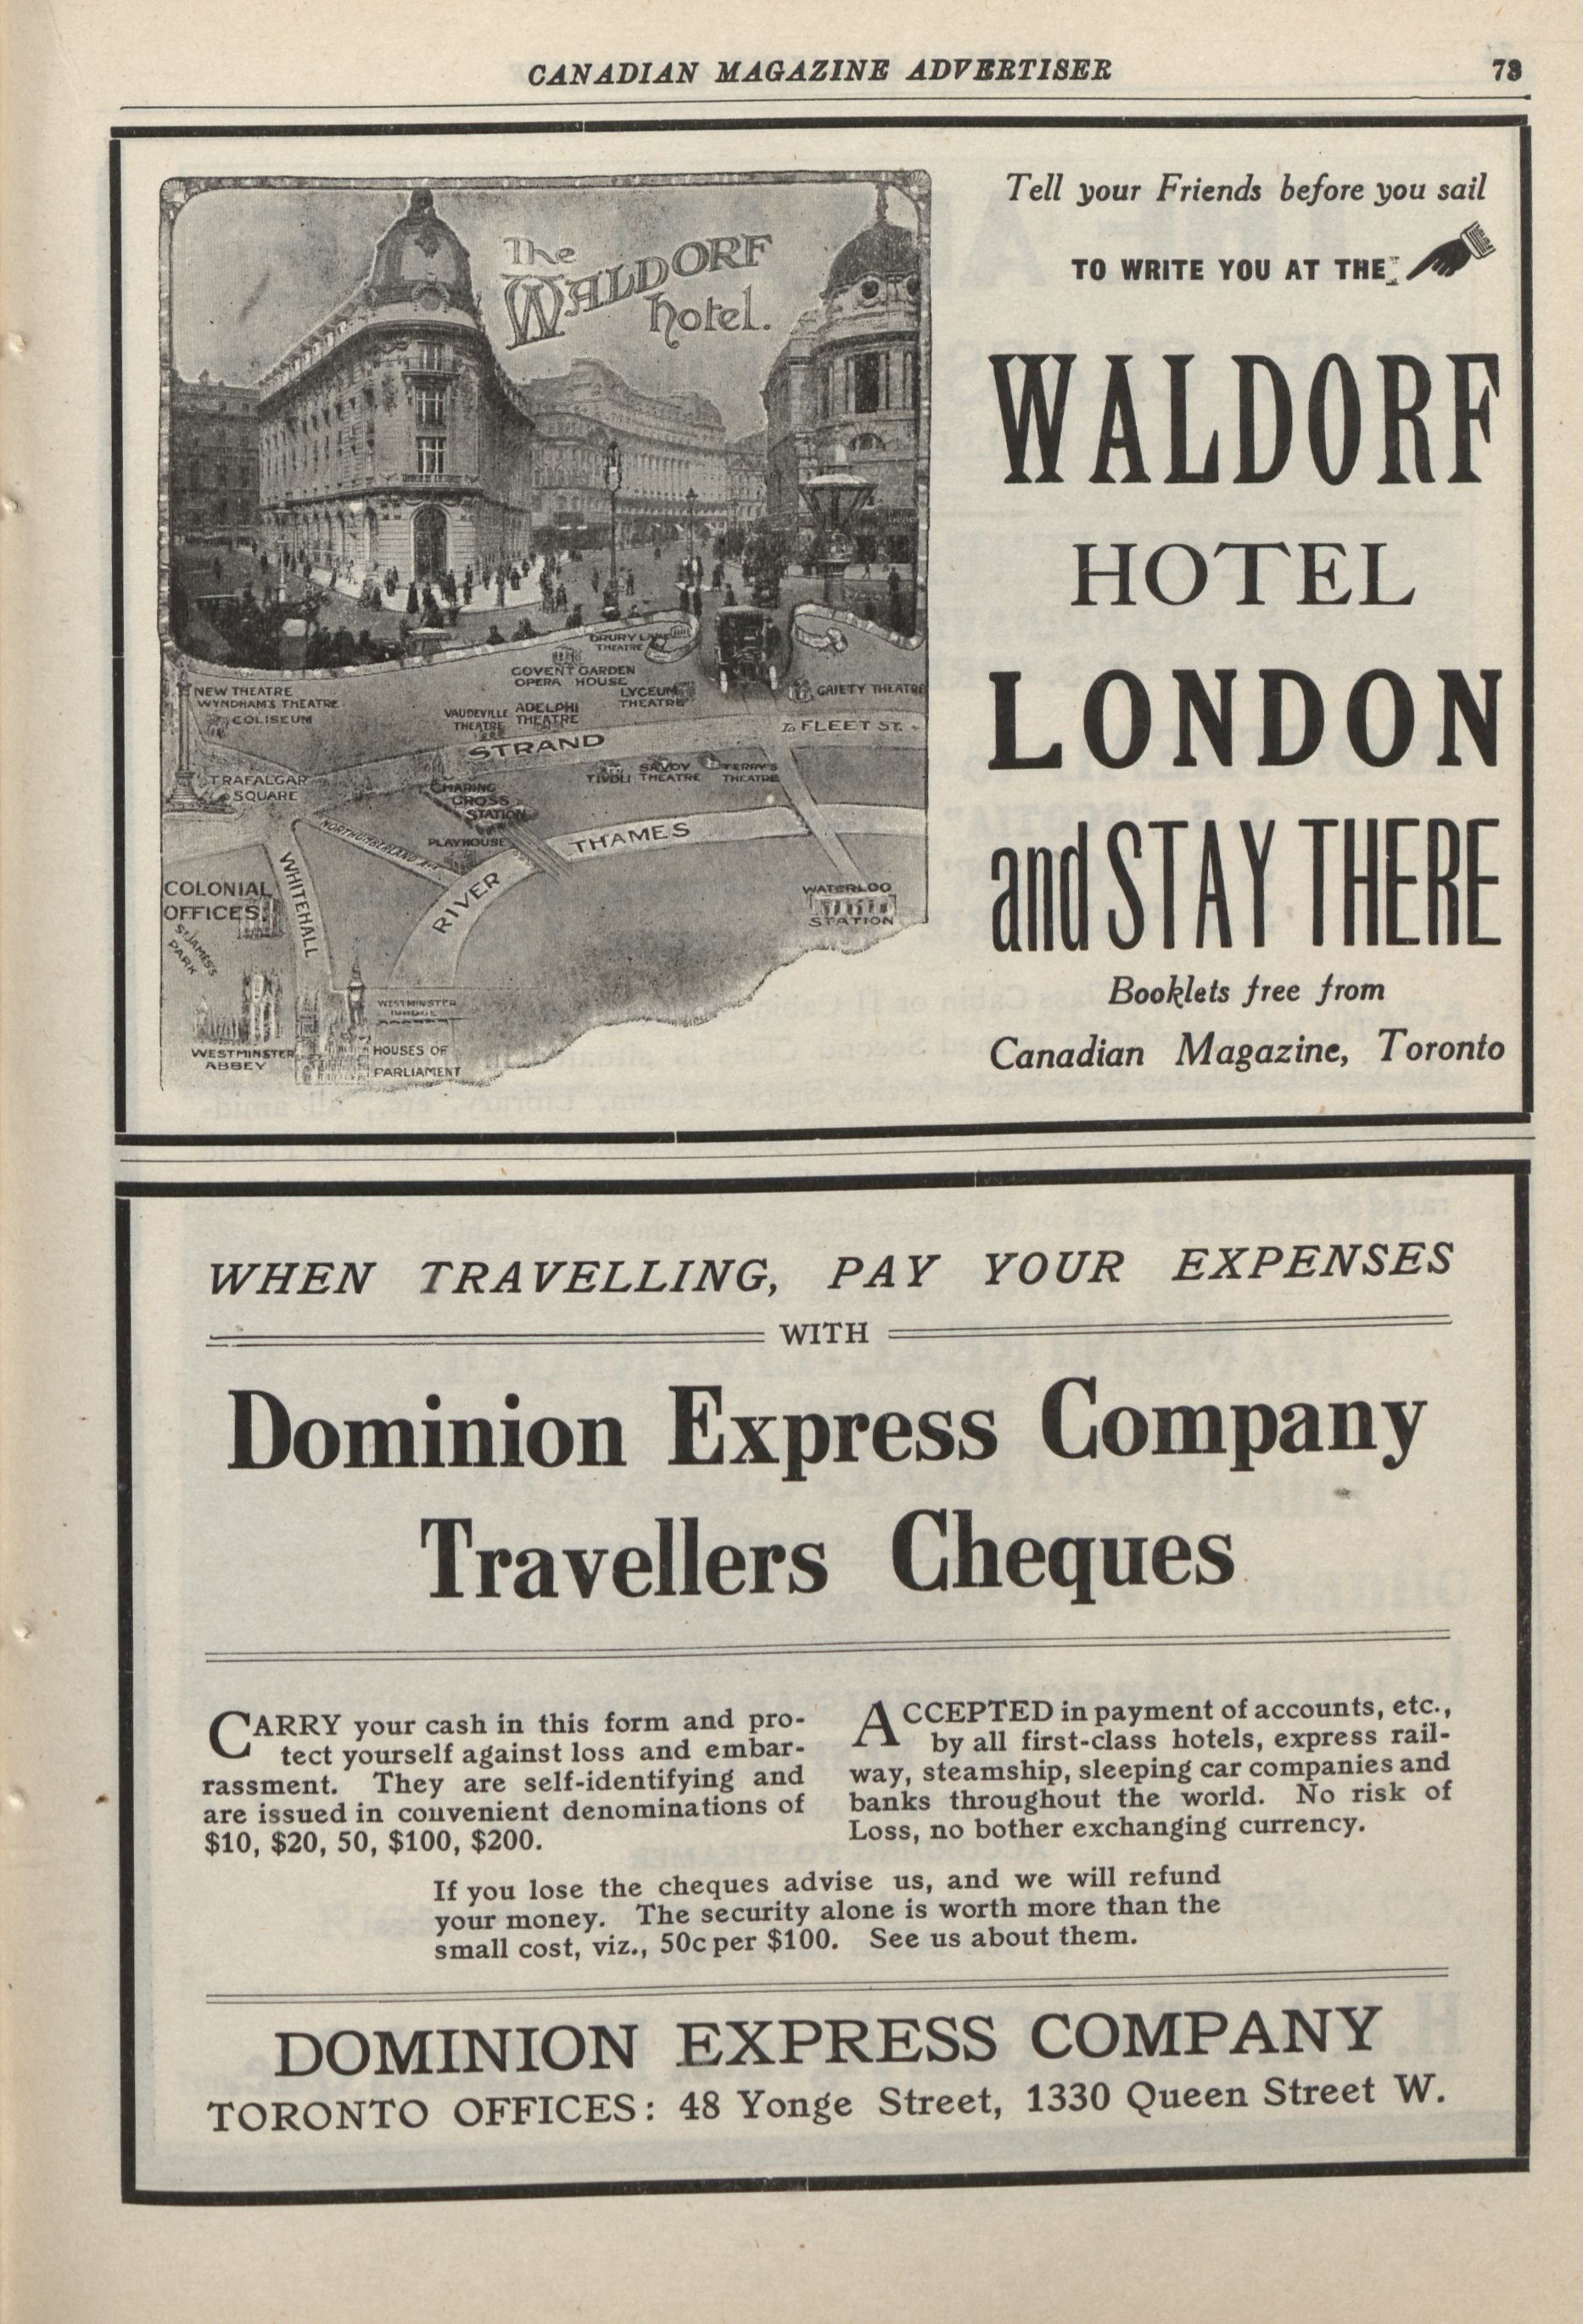 CANADIAN MAGAZINE ADVERTISER
The
WALDORF
hotel.
DRURY LANE
THEATRE
COVENT GARDEN
OPERA HOUSE
LYCEUM
THEATRE
GAIETY THEATRE
NEW THEATRE
WYNDHAM'S THEATRE
COLISEUM
VAUDEVILLE
THEATRE
ADELPHI
THEATRE
STRAND
To FLEET ST.
TRAFALGAR
SQUARE
TIVOLI
SAVOY
THEATRE
TERRY'S
THEATRE
CHARING
CROSS
STATION
PLAYHOUSE
NORTHUMBERLAND AVE
RIVER THAMES
WHITEHALL
COLONIAL
OFFICES
ST JAMES'S
PARK
WATERLOO
STATION
WESTMINSTER
BRIDGE
WESTMINSTER
ABBEY
HOUSES OF
PARLIAMENT
Tell your Friends before you sail
TO WRITE YOU AT THE
WALDORF
HOTEL
LONDON
and STAY THERE
Booklets free from
Canadian Magazine, Toronto
WHEN TRAVELLING, PAY YOUR EXPENSES
WITH
Dominion Express Company
Travellers Cheques
CARRY your cash in this form and pro-
tect yourself against loss and embar-
rassment. They are self-identifying and
are issued in convenient denominations of
$10, $20, 50, $100, $200.
ACCEPTED in payment of accounts, etc.,
by all first-class hotels, express rail-
way, steamship, sleeping car companies and
banks throughout the world. No risk of
Loss, no bother exchanging currency.
If you lose the cheques advise us, and we will refund
your money. The security alone is worth more than the
small cost, viz., 50c per $100. See us about them.
DOMINION EXPRESS COMPANY
TORONTO OFFICES: 48 Yonge Street, 1330 Queen Street W.